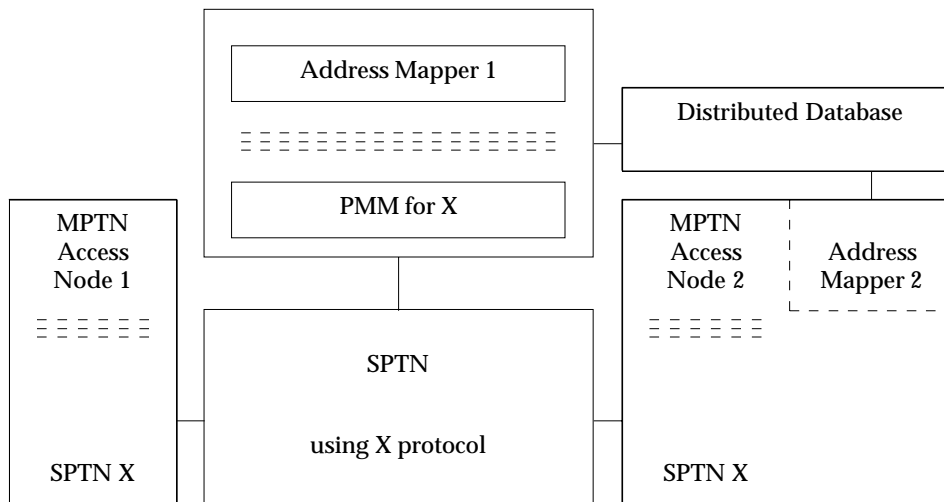 Address Mapper 1
PMM for X
Distributed Database
MPTN
Access
Node 1
SPTN X
SPTN
using X protocol
MPTN
Access
Node 2
SPTN X
Address
Mapper 2